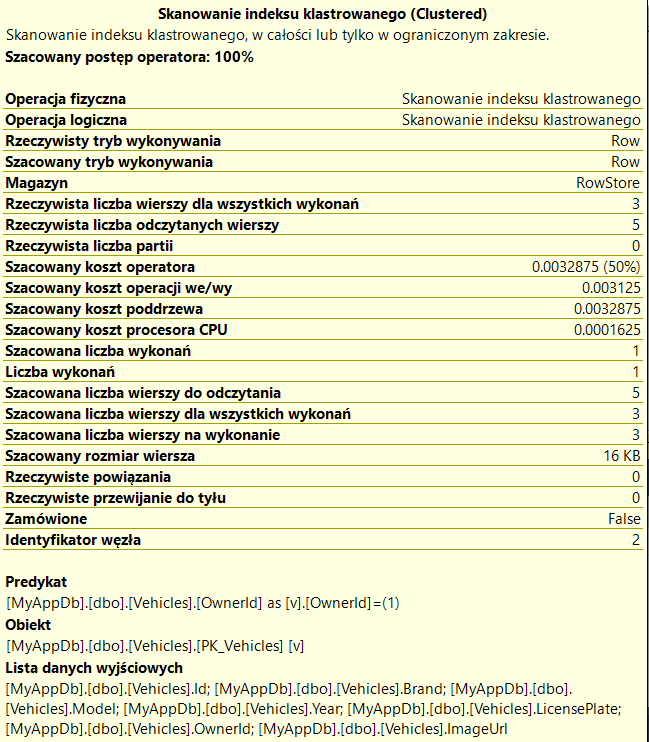 Skanowanie indeksu klastrowanego (Clustered)
Skanowanie indeksu klastrowanego, w całości lub tylko w ograniczonym zakresie.
Szacowany postęp operatora: 100%
Operacja fizyczna Skanowanie indeksu klastrowanego
Operacja logiczna Skanowanie indeksu klastrowanego
Rzeczywisty tryb wykonywania Row
Szacowany tryb wykonywania Row
Magazyn RowStore
Rzeczywista liczba wierszy dla wszystkich wykonań 3
Rzeczywista liczba odczytanych wierszy 5
Rzeczywista liczba partii 0
Szacowany koszt operatora 0.0032875 (50%)
Szacowany koszt operacji we/wy 0.003125
Szacowany koszt poddrzewa 0.0032875
Szacowany koszt procesora CPU 0.0001625
Szacowana liczba wykonań 1
Liczba wykonań 1
Szacowana liczba wierszy do odczytania 5
Szacowana liczba wierszy dla wszystkich wykonań 3
Szacowana liczba wierszy na wykonanie 3
Szacowany rozmiar wiersza 16 KB
Rzeczywiste powiązania 0
Rzeczywiste przewijanie do tyłu 0
Zamówione False
Identyfikator węzła 2
Predykat
[MyAppDb].[dbo].[Vehicles].[OwnerId] as [v].[OwnerId]=(1)
Obiekt
[MyAppDb].[dbo].[Vehicles].[PK_Vehicles] [v]
Lista danych wyjściowych
[MyAppDb].[dbo].[Vehicles].Id; [MyAppDb].[dbo].[Vehicles].Brand; [MyAppDb].[dbo].
[Vehicles].Model; [MyAppDb].[dbo].[Vehicles].Year; [MyAppDb].[dbo].[Vehicles].LicensePlate;
[MyAppDb].[dbo].[Vehicles].OwnerId; [MyAppDb].[dbo].[Vehicles].ImageUrl